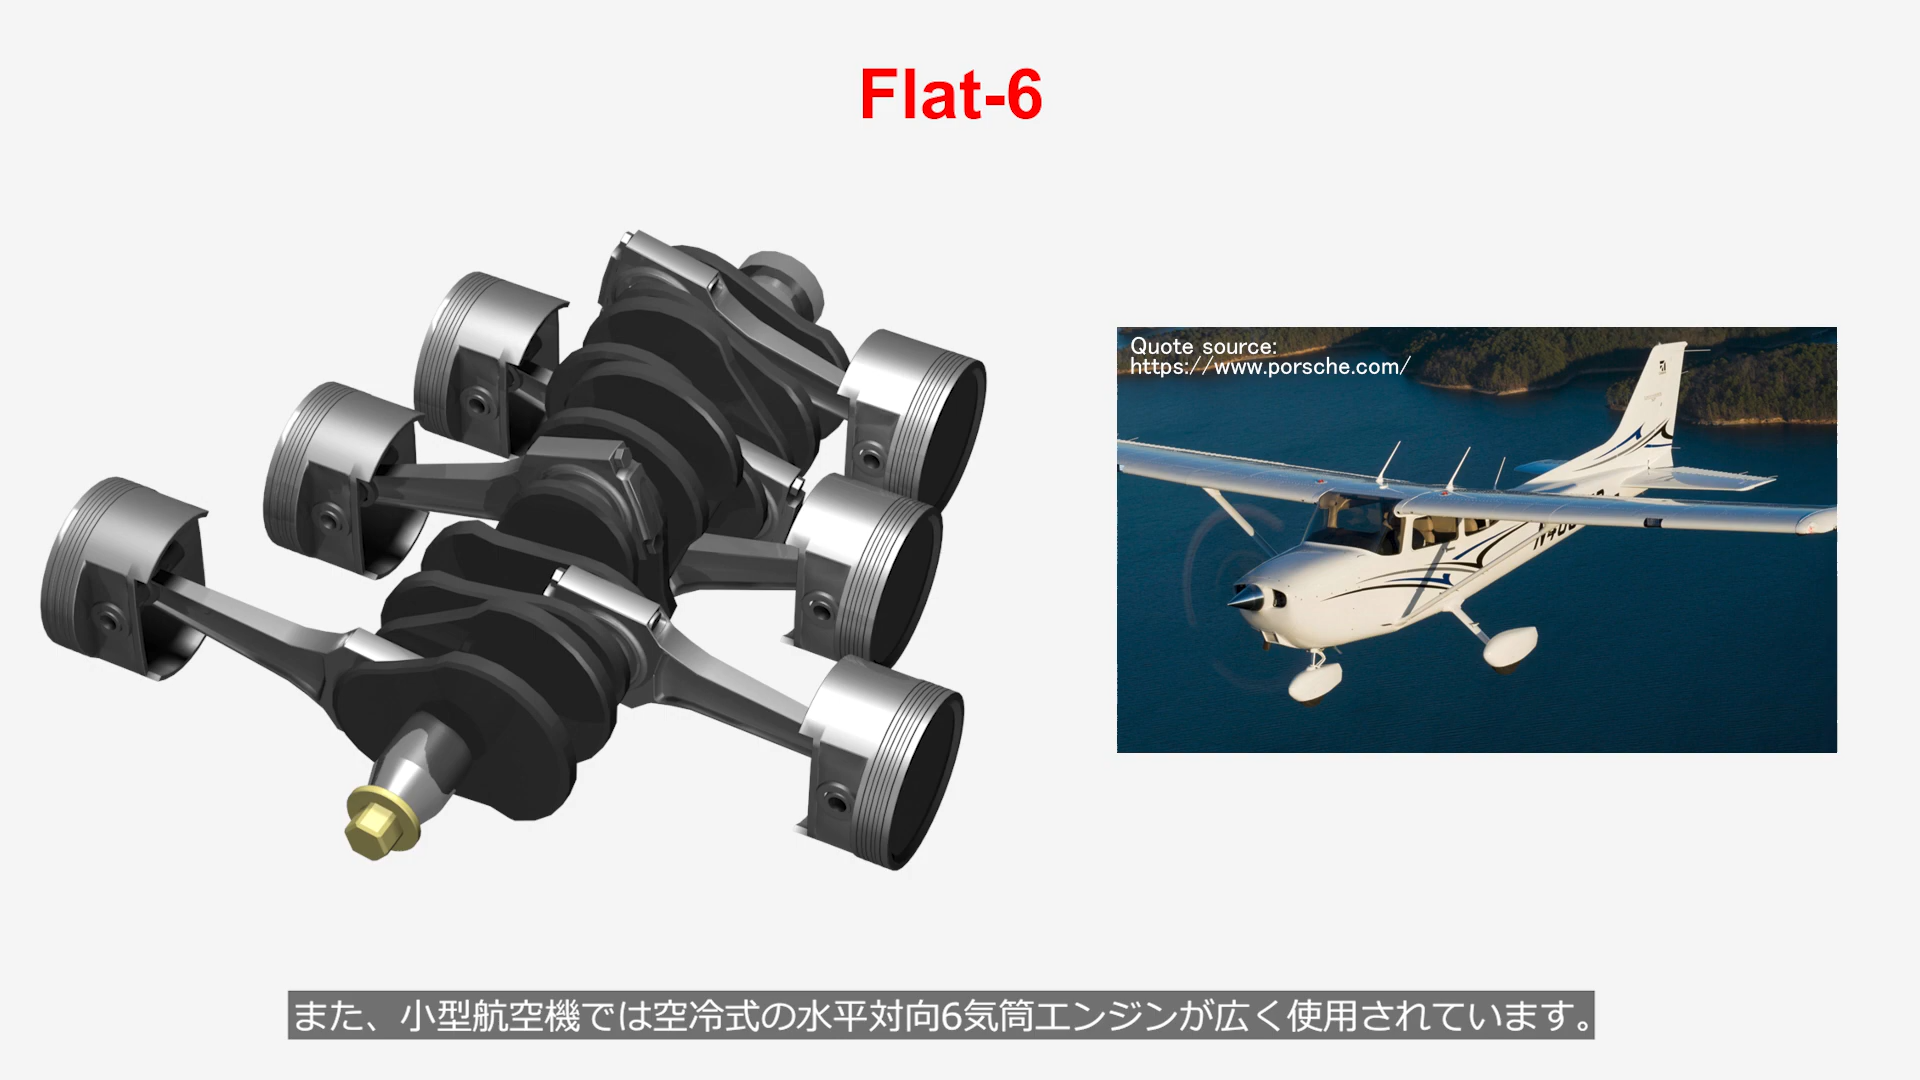 Flat-6
Quote source:
https://www.porsche.com/
また、小型航空機では空冷式の水平対向6気筒エンジンが広く使用されています。